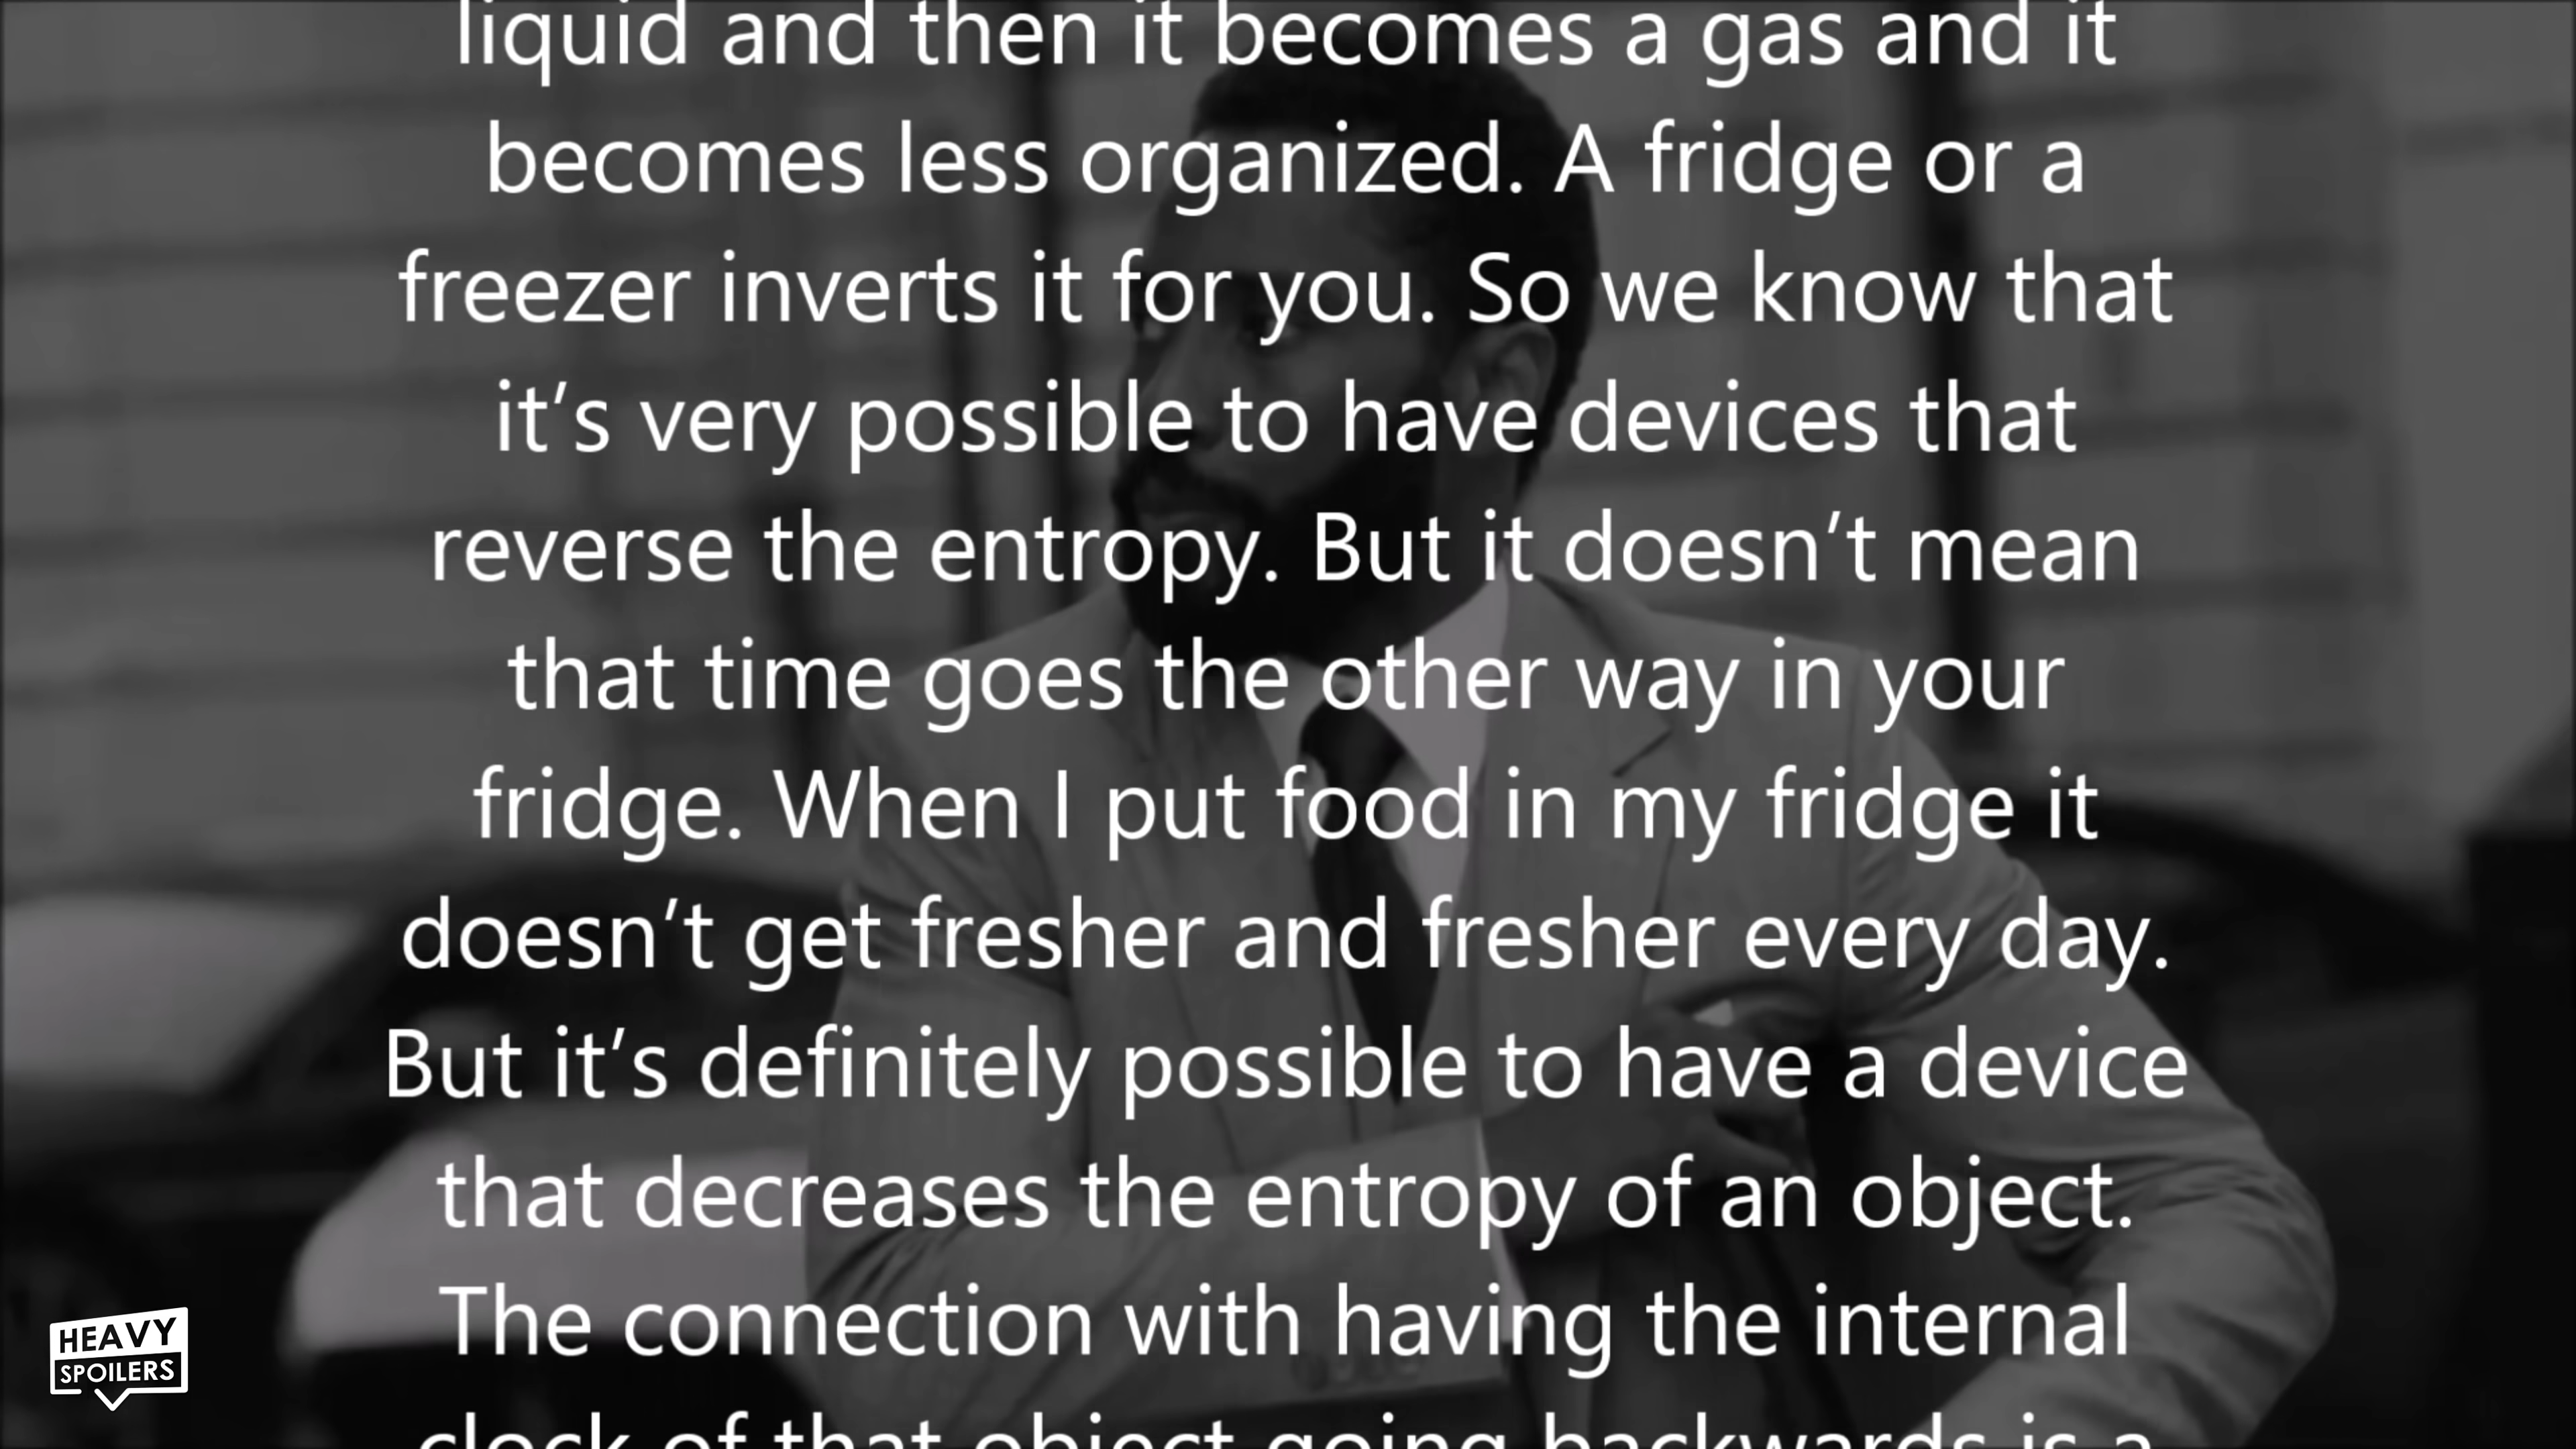 liquid and then it becomes a gas and it
becomes less organized. A fridge or a
freezer inverts it for you. So we know that
it’s very possible to have devices that
reverse the entropy. But it doesn’t mean
that time goes the other way in your
fridge. When I put food in my fridge it
doesn’t get fresher and fresher every day.
But it’s definitely possible to have a device
that decreases the entropy of an object.
The connection with having the internal
clock of that object going backwards is a
HEAVY
SPOILERS